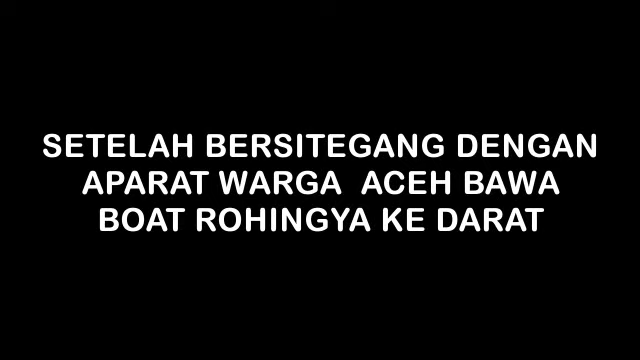 SETELAH BERSITEGANG DENGAN
APARAT WARGA  ACEH BAWA
BOAT ROHINGYA KE DARAT